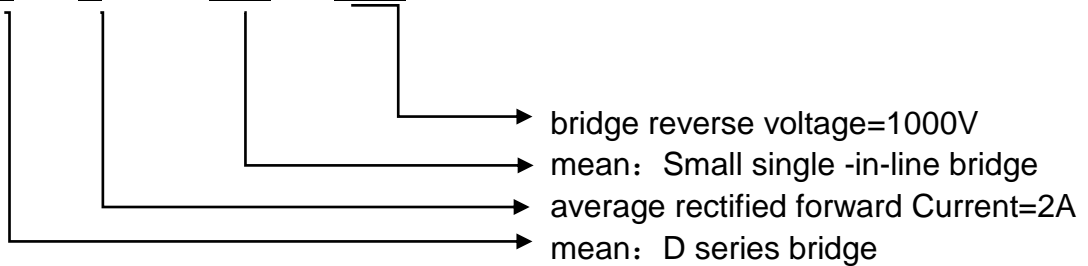 bridge reverse voltage=1000V
mean：Small single -in-line bridge
average rectified forward Current=2A
mean：D series bridge